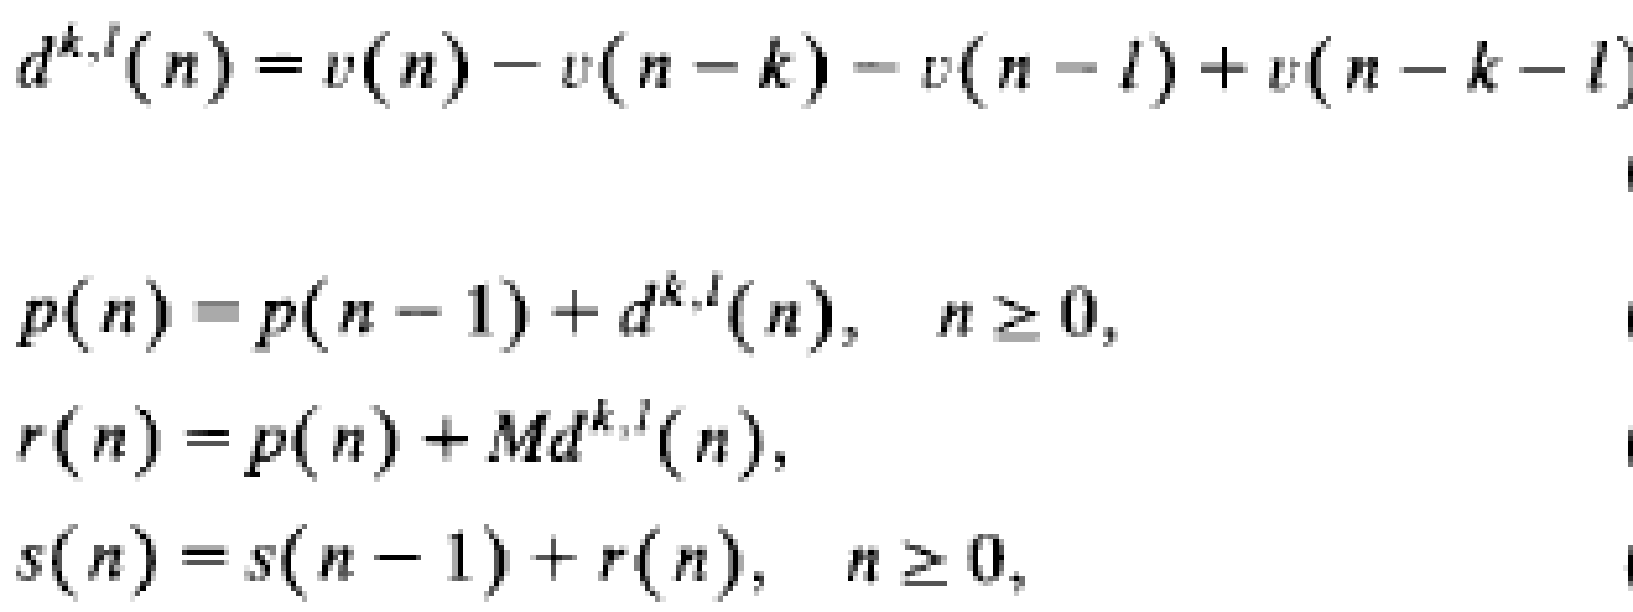 d^{k,l}(n) = v(n) − v(n − k) − v(n − l) + v(n − k − l)
p(n) = p(n − 1) + d^{k,l}(n), n ≥ 0,
r(n) = p(n) + Md^{k,l}(n),
s(n) = s(n − 1) + r(n), n ≥ 0,